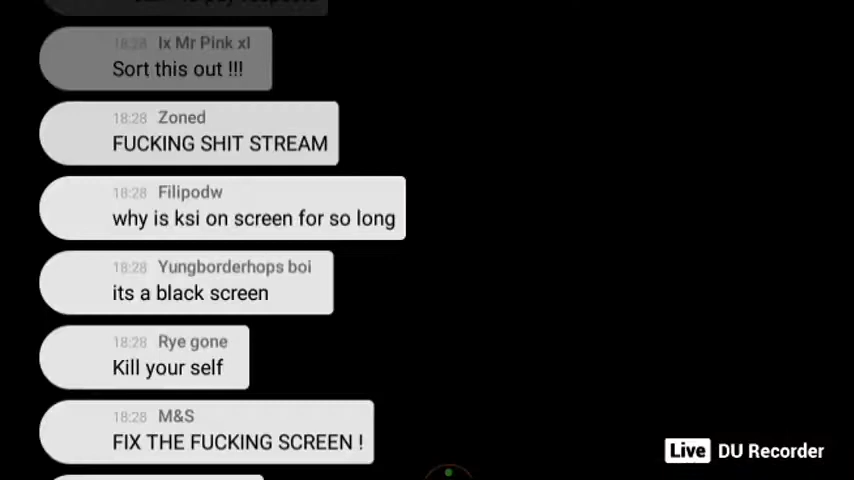 18:28 Ix Mr Pink xI
Sort this out !!!
18:28 Zoned
FUCKING SHIT STREAM
18:28 Filipodw
why is ksi on screen for so long
18:28 Yungborderhops boi
its a black screen
18:28 Rye gone
Kill your self
18:28 M&S
FIX THE FUCKING SCREEN !
Live DU Recorder